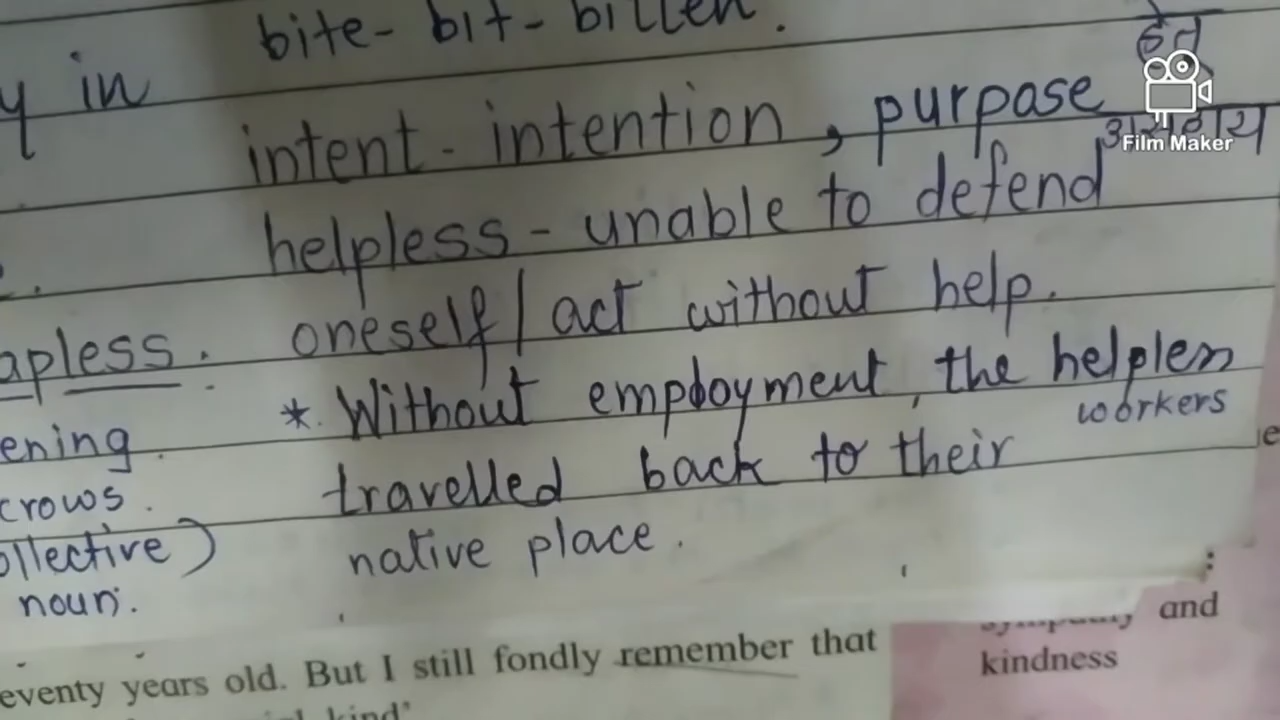 bite- bit- bitten.
y in
हेतू
intent - intention, purpose
Film Maker
helpless - unable to defend
oneself / act without help.
apless.
* Without employment, the helpless
workers
ening.
travelled back to their
crows.
ollective)
native place.
noun.
and
kindness
eventy years old. But I still fondly remember that
kind'